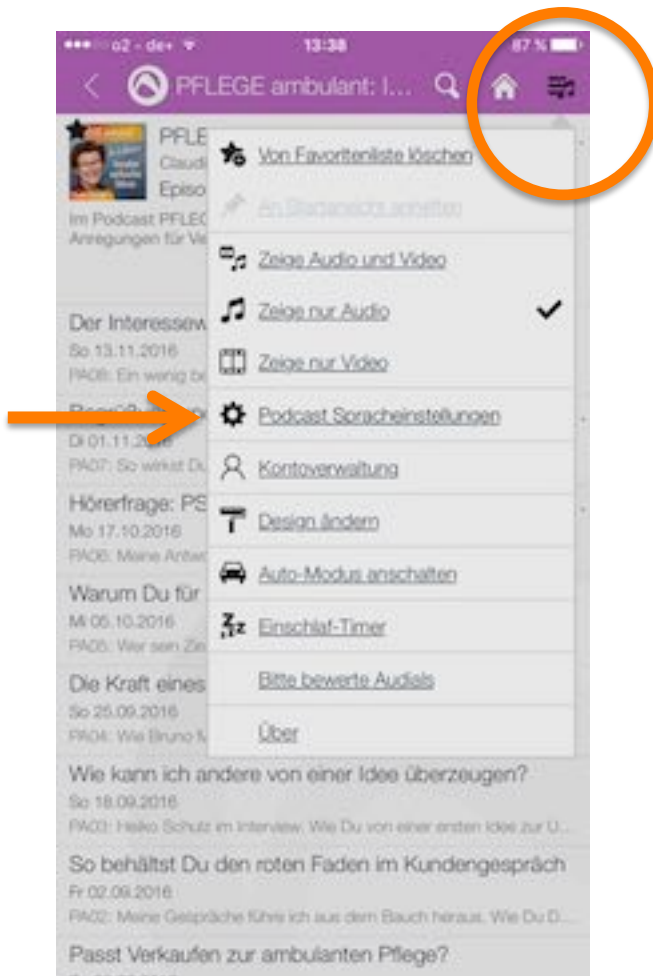 o2 - de+ 13:38 87 %
PFLEGE ambulant: I...
PFLE
Claudi
Episo
Im Podcast PFLEG
Anregungen für Ve
Von Favoritenliste löschen
An Startansicht anheften
Zeige Audio und Video
Zeige nur Audio
Zeige nur Video
Podcast Spracheinstellungen
Kontoverwaltung
Design ändern
Auto-Modus anschalten
Einschlaf-Timer
Bitte bewerte Audials
Über
Der Interessew
So 13.11.2016
PA08: Ein wenig be
Di 01.11.2016
PA07: So wirkst Du
Hörerfrage: PS
Mo 17.10.2016
PA06: Meine Antwo
Warum Du für
Mi 05.10.2016
PA05: Wer sein Zie
Die Kraft eines
So 25.09.2016
PA04: Wie Bruno M
Wie kann ich andere von einer Idee überzeugen?
So 18.09.2016
PA03: Heiko Schulz im Interview. Wie Du von einer ersten Idee zur U...
So behältst Du den roten Faden im Kundengespräch
Fr 02.09.2016
PA02: Meine Gespräche führe ich aus dem Bauch heraus. Wie Du D...
Passt Verkaufen zur ambulanten Pflege?